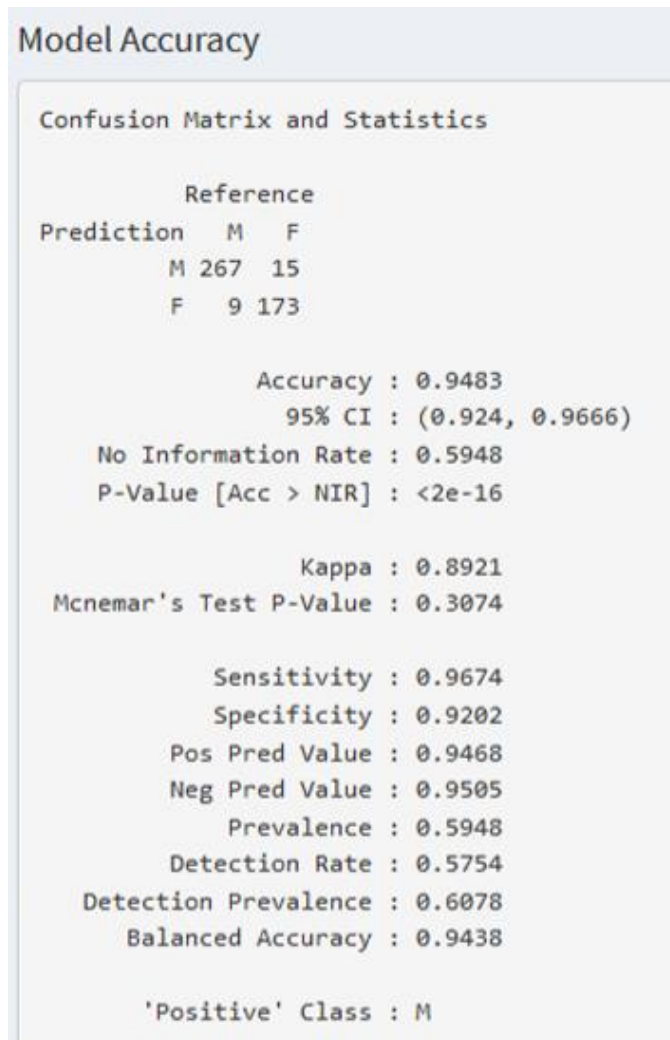 Model Accuracy
Confusion Matrix and Statistics
Reference
Prediction M F
M 267 15
F 9 173
Accuracy : 0.9483
95% CI : (0.924, 0.9666)
No Information Rate : 0.5948
P-Value [Acc > NIR] : <2e-16
Kappa : 0.8921
Mcnemar's Test P-Value : 0.3074
Sensitivity : 0.9674
Specificity : 0.9202
Pos Pred Value : 0.9468
Neg Pred Value : 0.9505
Prevalence : 0.5948
Detection Rate : 0.5754
Detection Prevalence : 0.6078
Balanced Accuracy : 0.9438
'Positive' Class : M